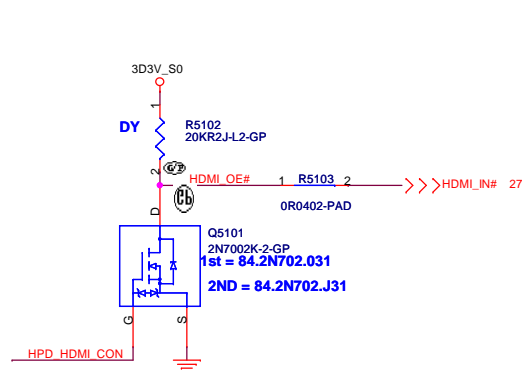 3D3V_S0
1
DY
R5102
20KR2J-L2-GP
2
G/P
HDMI_OE#
1
R5103
2
HDMI_IN#
27
0R0402-PAD
D
Q5101
2N7002K-2-GP
1st = 84.2N702.031
2ND = 84.2N702.J31
G
S
HPD_HDMI_CON